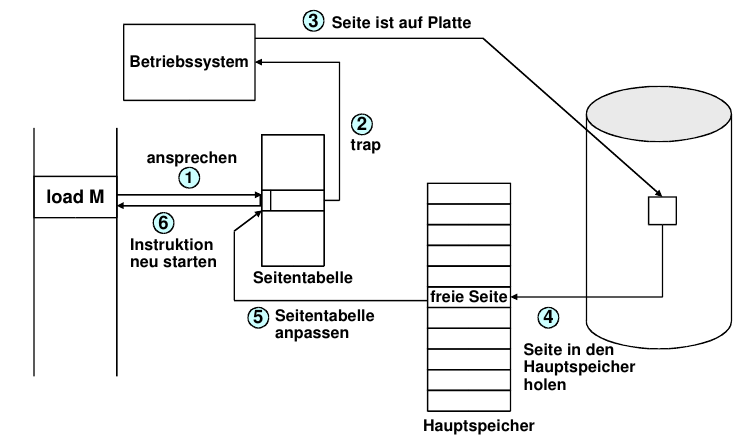 3 Seite ist auf Platte
Betriebssystem
2
trap
ansprechen
1
load M
6
Instruktion
neu starten
Seitentabelle
freie Seite
5 Seitentabelle
anpassen
4
Seite in den
Hauptspeicher
holen
Hauptspeicher